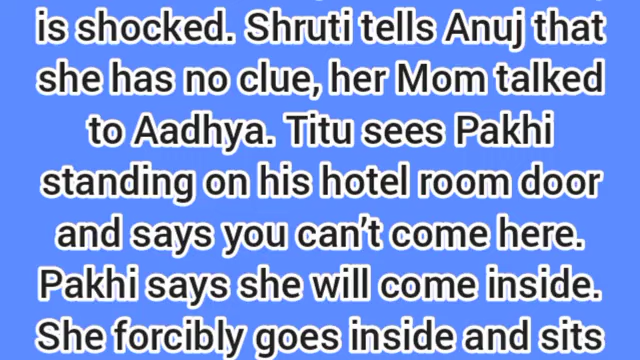 is shocked. Shruti tells Anuj that
she has no clue, her Mom talked
to Aadhya. Titu sees Pakhi
standing on his hotel room door
and says you can't come here.
Pakhi says she will come inside.
She forcibly goes inside and sits